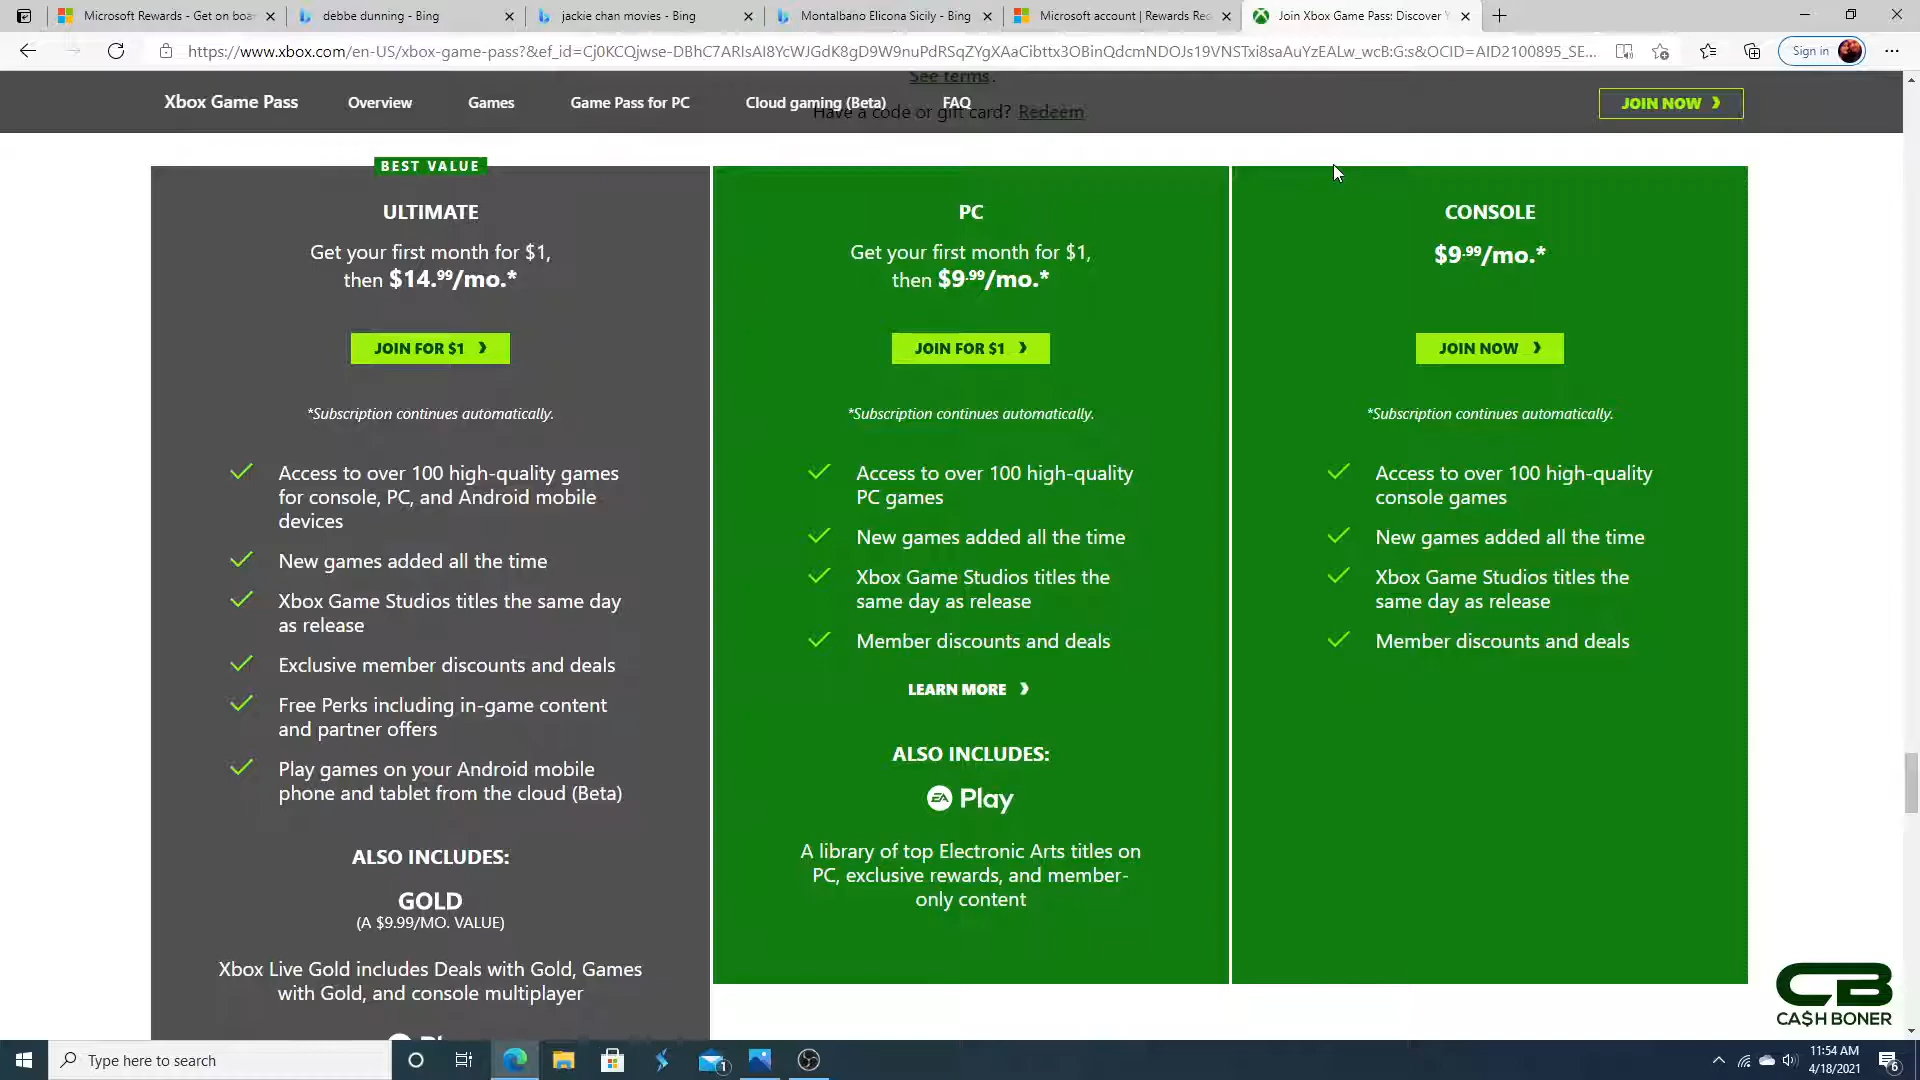 Microsoft Rewards - Get on boa
debbe dunning - Bing
jackie chan movies - Bing
Montalbano Elicona Sicily - Bing
Microsoft account | Rewards Re
Join Xbox Game Pass: Discover Y
https://www.xbox.com/en-US/xbox-game-pass?&ef_id=Cj0KCQjwse-DBhC7ARIsAI8YcWJGdK8gD9W9nuPdRSqZYgXAaCibttx3OBinQdcmNDOJs19VNSTxi8saAuYzEALw_wcB:G:s&OCID=AID2100895_SE...
Sign in
See terms.
Xbox Game Pass
Overview
Games
Game Pass for PC
Cloud gaming (Beta)
FAQ
JOIN NOW
Have a code or gift card? Redeem
BEST VALUE
ULTIMATE
Get your first month for $1,
then $14.99/mo.*
JOIN FOR $1
*Subscription continues automatically.
Access to over 100 high-quality games
for console, PC, and Android mobile
devices
New games added all the time
Xbox Game Studios titles the same day
as release
Exclusive member discounts and deals
Free Perks including in-game content
and partner offers
Play games on your Android mobile
phone and tablet from the cloud (Beta)
ALSO INCLUDES:
GOLD
(A $9.99/MO. VALUE)
Xbox Live Gold includes Deals with Gold, Games
with Gold, and console multiplayer
PC
Get your first month for $1,
then $9.99/mo.*
JOIN FOR $1
*Subscription continues automatically.
Access to over 100 high-quality
PC games
New games added all the time
Xbox Game Studios titles the
same day as release
Member discounts and deals
LEARN MORE
ALSO INCLUDES:
EA Play
A library of top Electronic Arts titles on
PC, exclusive rewards, and member-
only content
CONSOLE
$9.99/mo.*
JOIN NOW
*Subscription continues automatically.
Access to over 100 high-quality
console games
New games added all the time
Xbox Game Studios titles the
same day as release
Member discounts and deals
CB
CA$H BONER
Type here to search
1
11:54 AM
4/18/2021
6